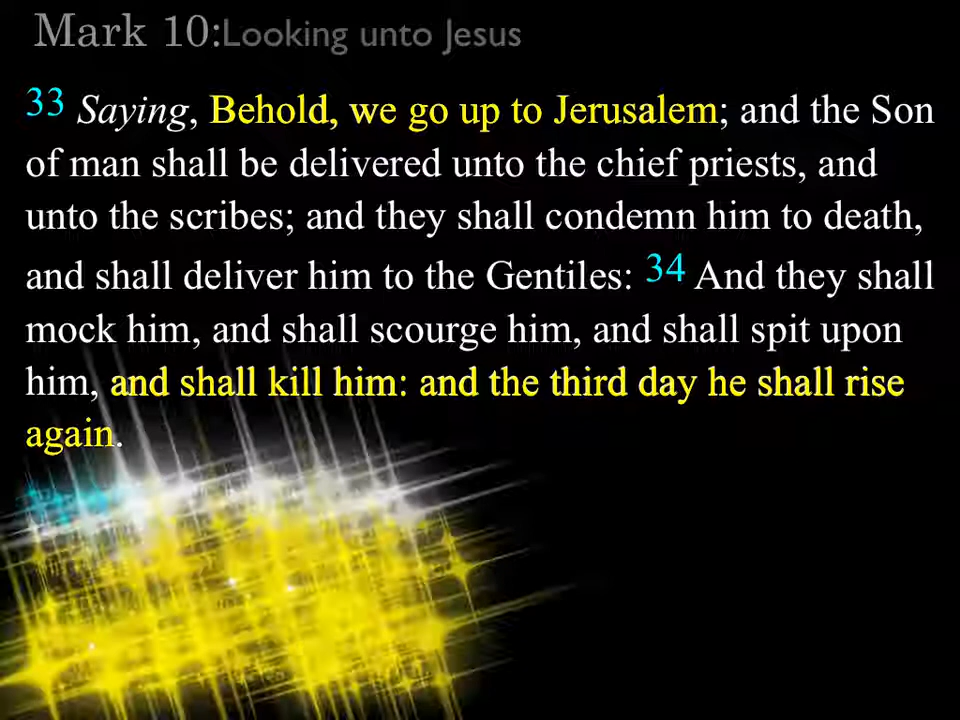 Mark 10:Looking unto Jesus
33 Saying, Behold, we go up to Jerusalem; and the Son
of man shall be delivered unto the chief priests, and
unto the scribes; and they shall condemn him to death,
and shall deliver him to the Gentiles: 34 And they shall
mock him, and shall scourge him, and shall spit upon
him, and shall kill him: and the third day he shall rise
again.